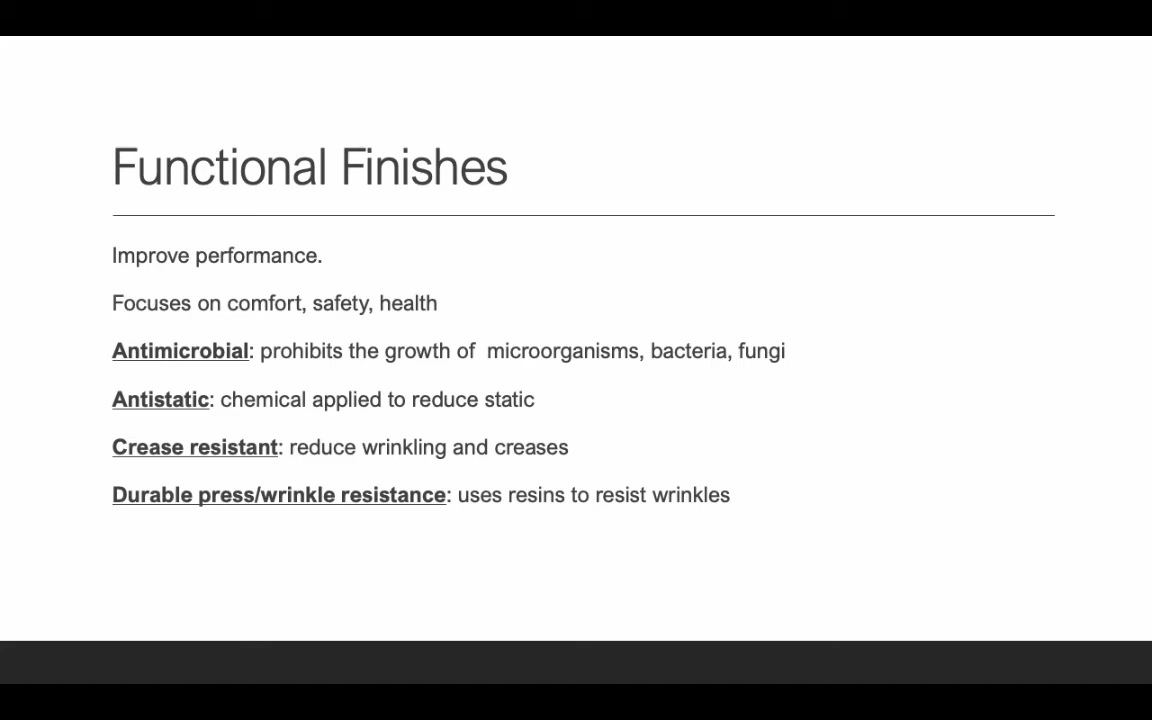 Functional Finishes
Improve performance.
Focuses on comfort, safety, health
Antimicrobial: prohibits the growth of  microorganisms, bacteria, fungi
Antistatic: chemical applied to reduce static
Crease resistant: reduce wrinkling and creases
Durable press/wrinkle resistance: uses resins to resist wrinkles